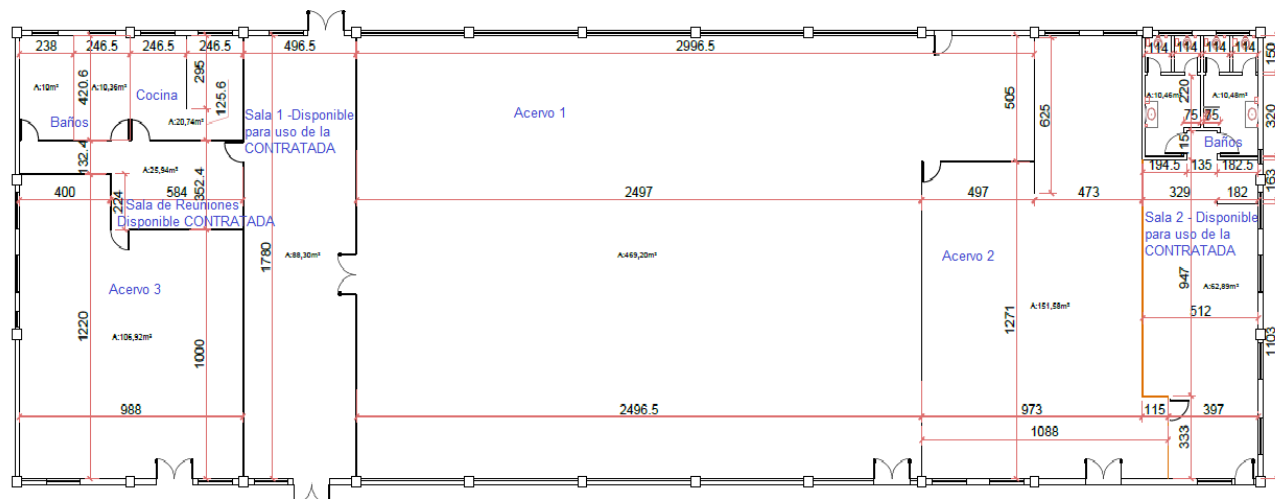 238
246.5
246.5
246.5
496.5
2996.5
114
114
114
114
150
A:10m²
420.6
A:10,36m²
Cocina
295
125.6
Baños
A:20,74m²
Sala 1 -Disponible
para uso de la
CONTRATADA
Acervo 1
505
625
A:10,46m²
220
A:10,48m²
320
75
75
15
Baños
132.4
A:25,94m²
352.4
194.5
135
182.5
163
400
224
584
2497
497
473
329
182
Sala de Reuniones
Disponible CONTRATADA
Sala 2 - Disponible
para uso de la
CONTRATADA
1780
A:88,30m²
A:469,20m²
Acervo 2
947
A:62,89m²
Acervo 3
A:151,58m²
512
A:106,92m²
1220
1000
1271
1103
988
2496.5
973
115
397
1088
333